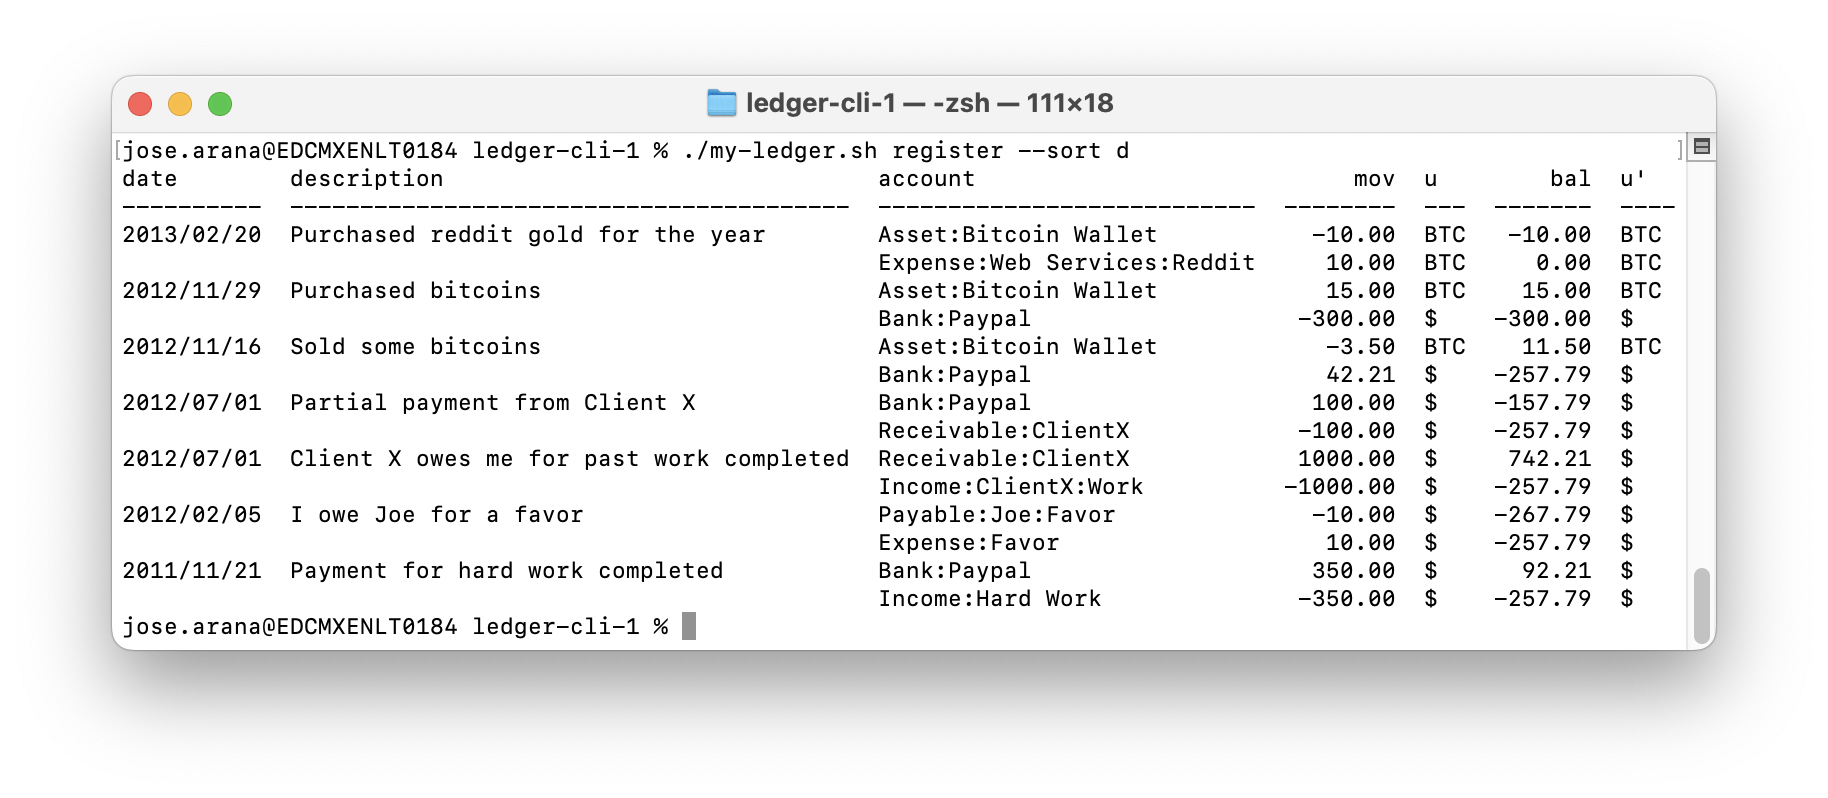 ledger-cli-1 — -zsh — 111×18
[jose.arana@EDCMXENLT0184 ledger-cli-1 % ./my-ledger.sh register --sort d ]
date        description                               account                           mov  u         bal  u'
----------  ----------------------------------------  ---------------------------  --------  ---  -------  ----
2013/02/20  Purchased reddit gold for the year        Asset:Bitcoin Wallet           -10.00  BTC   -10.00  BTC
                                                      Expense:Web Services:Reddit     10.00  BTC     0.00  BTC
2012/11/29  Purchased bitcoins                        Asset:Bitcoin Wallet            15.00  BTC    15.00  BTC
                                                      Bank:Paypal                   -300.00  $    -300.00  $
2012/11/16  Sold some bitcoins                        Asset:Bitcoin Wallet            -3.50  BTC    11.50  BTC
                                                      Bank:Paypal                     42.21  $    -257.79  $
2012/07/01  Partial payment from Client X             Bank:Paypal                    100.00  $    -157.79  $
                                                      Receivable:ClientX            -100.00  $    -257.79  $
2012/07/01  Client X owes me for past work completed  Receivable:ClientX            1000.00  $     742.21  $
                                                      Income:ClientX:Work          -1000.00  $    -257.79  $
2012/02/05  I owe Joe for a favor                     Payable:Joe:Favor              -10.00  $    -267.79  $
                                                      Expense:Favor                   10.00  $    -257.79  $
2011/11/21  Payment for hard work completed           Bank:Paypal                    350.00  $      92.21  $
                                                      Income:Hard Work              -350.00  $    -257.79  $
jose.arana@EDCMXENLT0184 ledger-cli-1 %